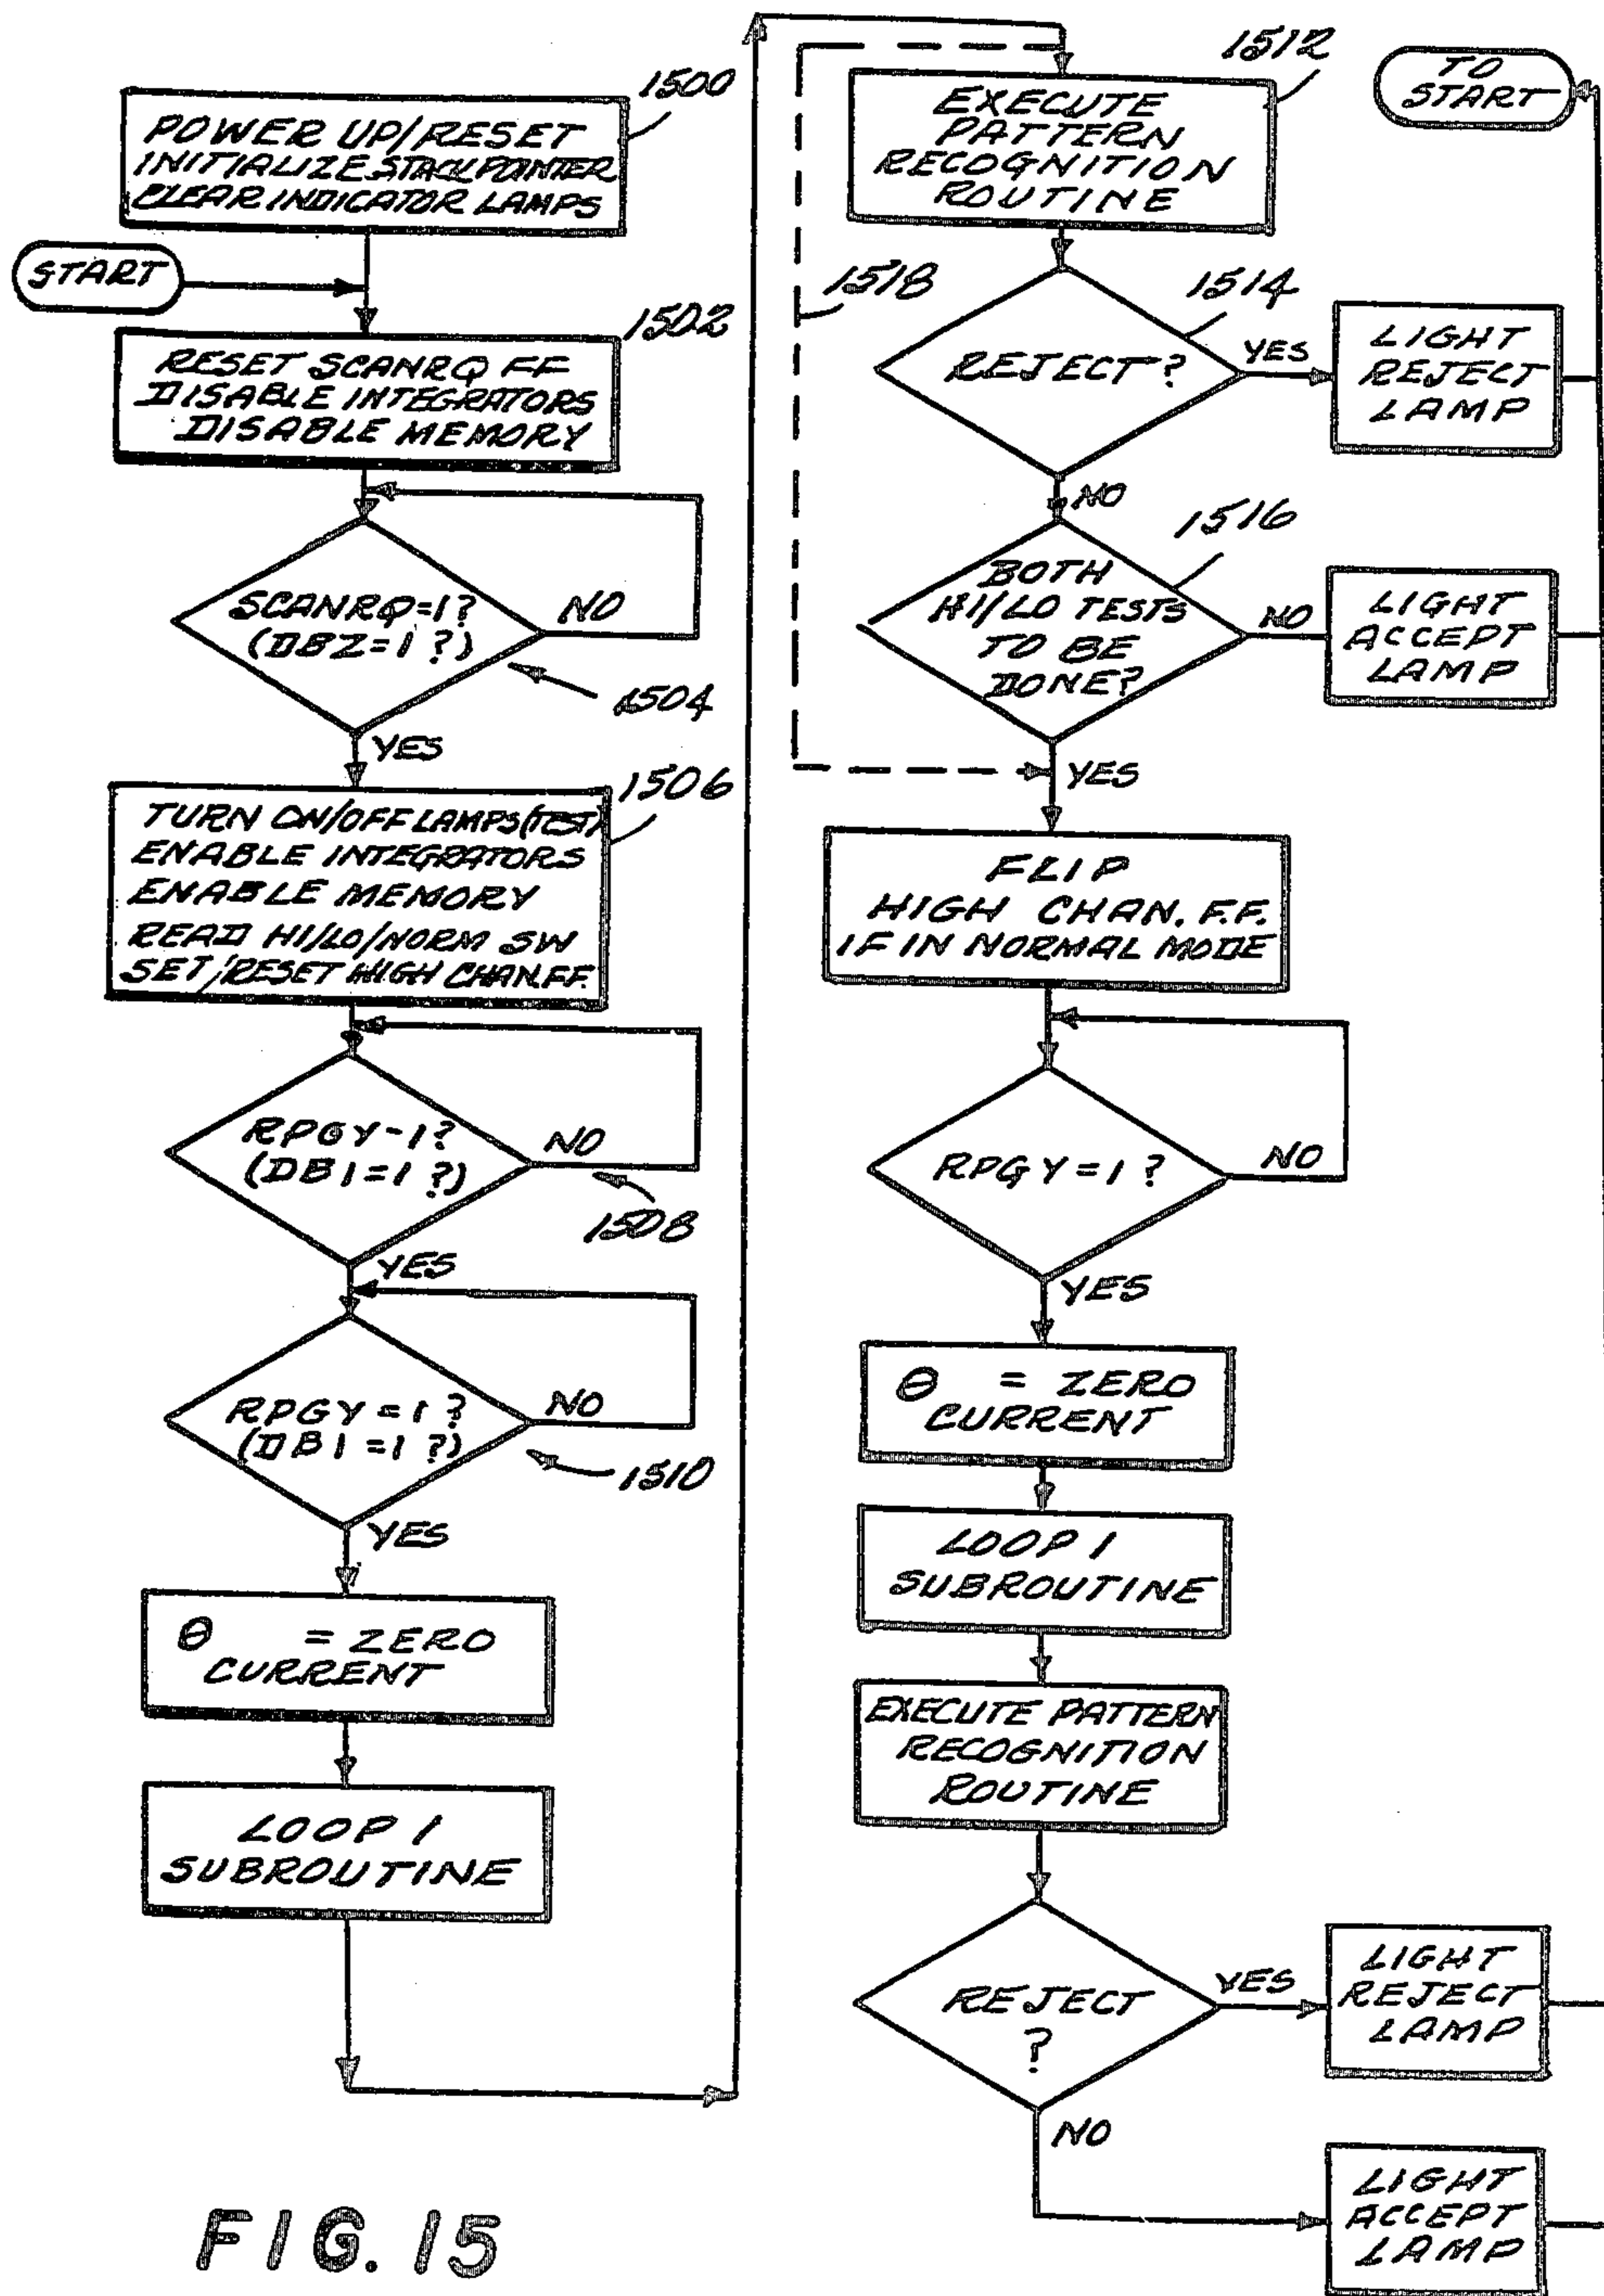 1500
POWER UP/RESET
INITIALIZE STACK POINTER
CLEAR INDICATOR LAMPS
START
1502
RESET SCANRQ FF
DISABLE INTEGRATORS
DISABLE MEMORY
SCANRQ=1?
(DBZ=1?)
NO
1504
YES
1506
TURN ON/OFF LAMPS (TEST)
ENABLE INTEGRATORS
ENABLE MEMORY
READ HI/LO/NORM SW
SET/RESET HIGH CHAN.FF.
RPGY-1?
(DB1=1?)
NO
1508
YES
RPGY=1?
(DB1=1?)
NO
1510
YES
θ = ZERO
CURRENT
LOOP 1
SUBROUTINE
1512
EXECUTE
PATTERN
RECOGNITION
ROUTINE
TO
START
1518
1514
REJECT?
YES
LIGHT
REJECT
LAMP
NO
1516
BOTH
HI/LO TESTS
TO BE
DONE?
NO
LIGHT
ACCEPT
LAMP
YES
FLIP
HIGH CHAN. F.F.
IF IN NORMAL MODE
RPGY=1?
NO
YES
θ = ZERO
CURRENT
LOOP 1
SUBROUTINE
EXECUTE PATTERN
RECOGNITION
ROUTINE
REJECT
?
YES
LIGHT
REJECT
LAMP
NO
LIGHT
ACCEPT
LAMP
FIG. 15